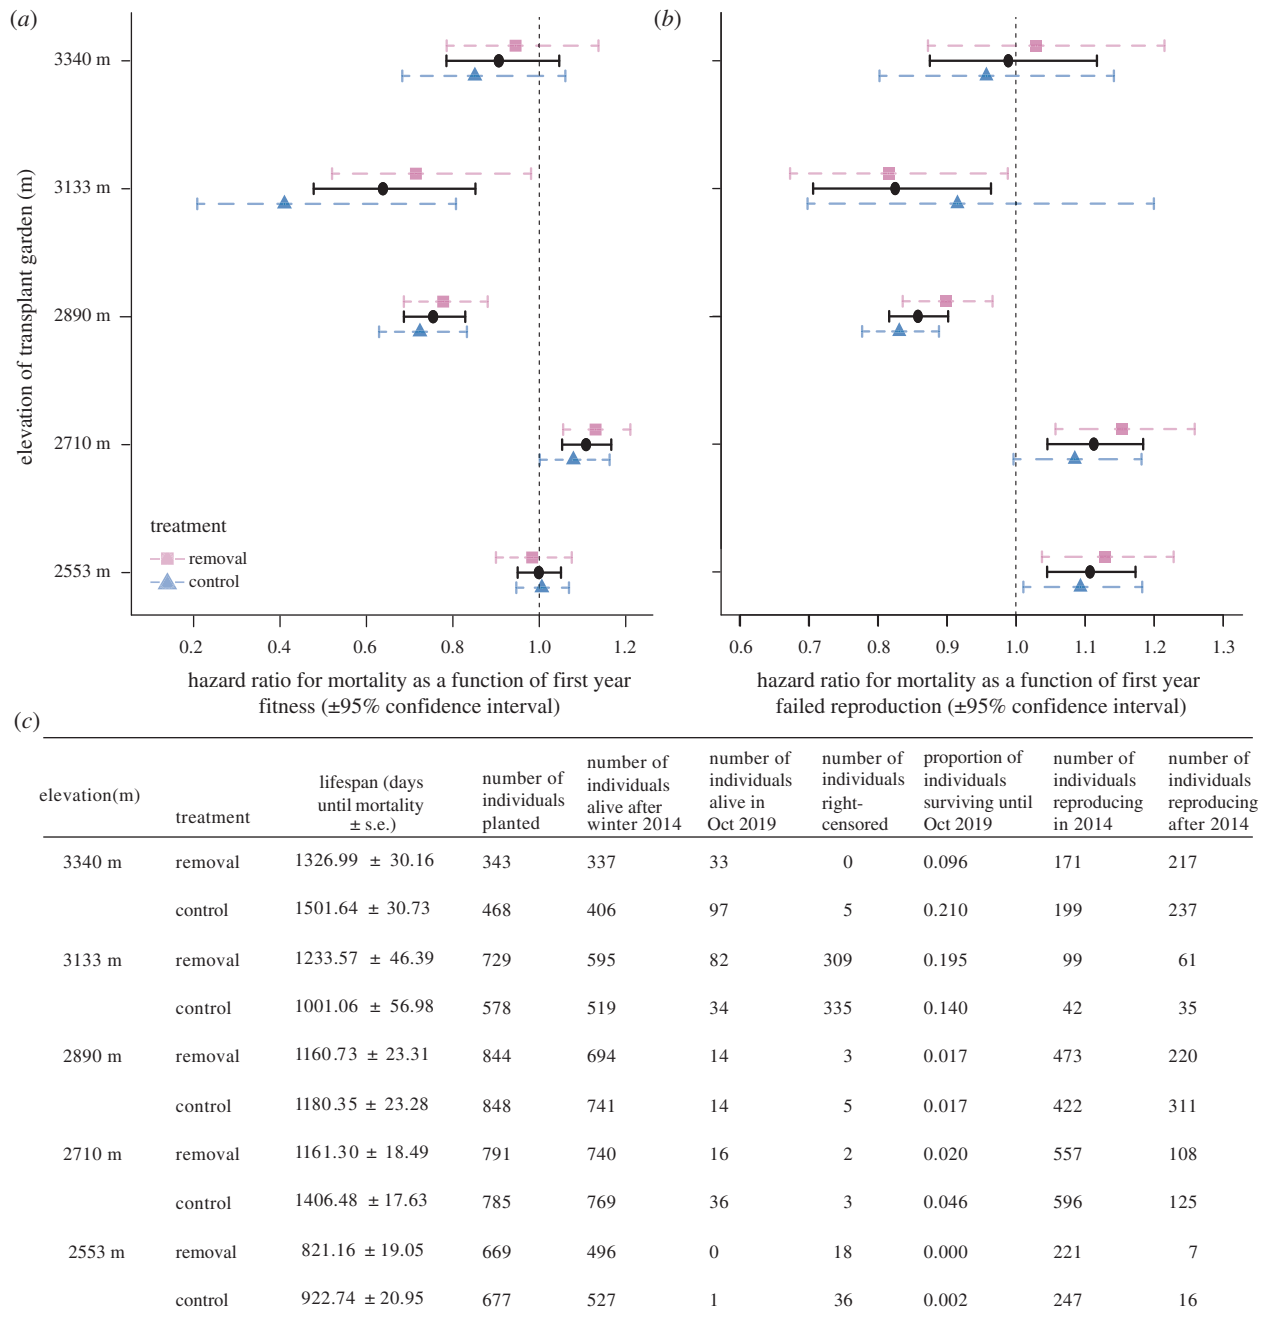 (a)
(b)
elevation of transplant garden (m)
3340 m
3133 m
2890 m
2710 m
2553 m
treatment
removal
control
0.2 0.4 0.6 0.8 1.0 1.2
hazard ratio for mortality as a function of first year
fitness (±95% confidence interval)
0.6 0.7 0.8 0.9 1.0 1.1 1.2 1.3
hazard ratio for mortality as a function of first year
failed reproduction (±95% confidence interval)
(c)
elevation(m)
treatment
lifespan (days
until mortality
± s.e.)
number of
individuals
planted
number of
individuals
alive after
winter 2014
number of
individuals
alive in
Oct 2019
number of
individuals
right-
censored
proportion of
individuals
surviving until
Oct 2019
number of
individuals
reproducing
in 2014
number of
individuals
reproducing
after 2014
3340 m removal 1326.99 ± 30.16 343 337 33 0 0.096 171 217
control 1501.64 ± 30.73 468 406 97 5 0.210 199 237
3133 m removal 1233.57 ± 46.39 729 595 82 309 0.195 99 61
control 1001.06 ± 56.98 578 519 34 335 0.140 42 35
2890 m removal 1160.73 ± 23.31 844 694 14 3 0.017 473 220
control 1180.35 ± 23.28 848 741 14 5 0.017 422 311
2710 m removal 1161.30 ± 18.49 791 740 16 2 0.020 557 108
control 1406.48 ± 17.63 785 769 36 3 0.046 596 125
2553 m removal 821.16 ± 19.05 669 496 0 18 0.000 221 7
control 922.74 ± 20.95 677 527 1 36 0.002 247 16